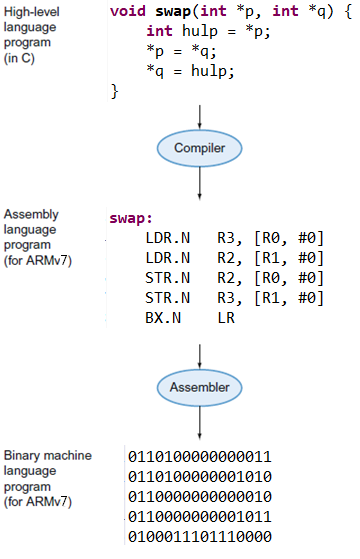 High-level
language
program
(in C)
void swap(int *p, int *q) {
int hulp = *p;
*p = *q;
*q = hulp;
}
Compiler
Assembly
language
program
(for ARMv7)
swap:
LDR.N R3, [R0, #0]
LDR.N R2, [R1, #0]
STR.N R2, [R0, #0]
STR.N R3, [R1, #0]
BX.N LR
Assembler
Binary machine
language
program
(for ARMv7)
0110100000000011
0110100000001010
0110000000000010
0110000000001011
0100011101110000